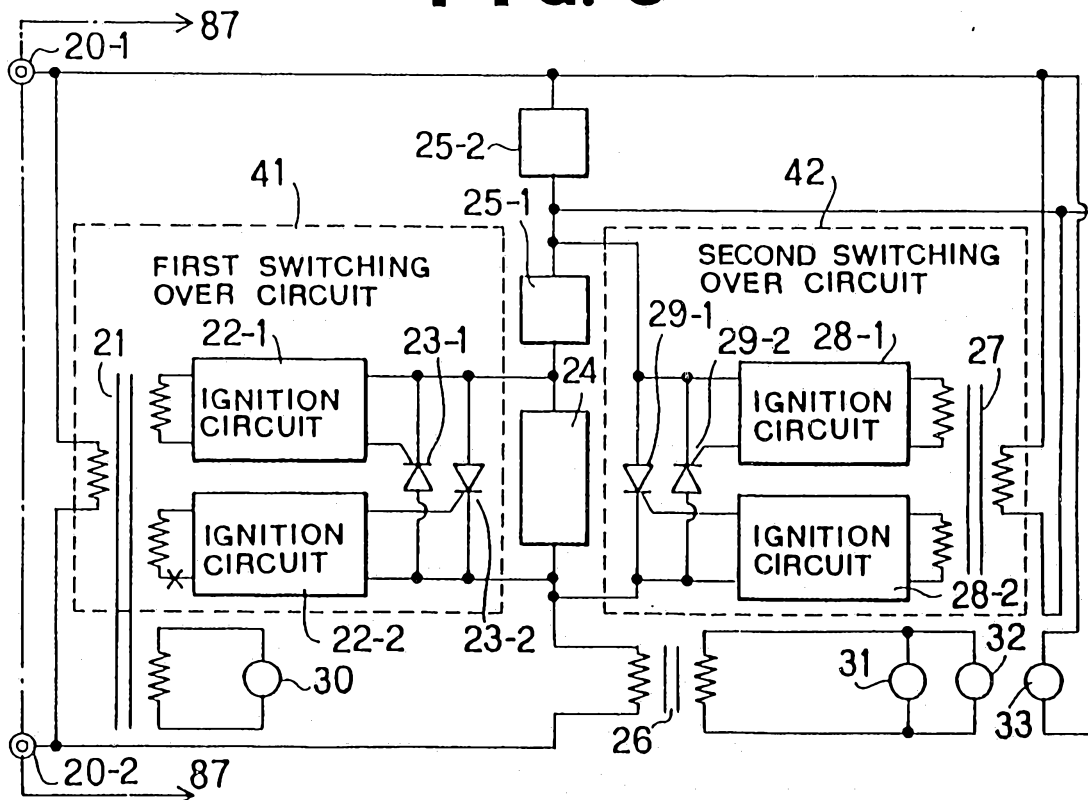 87
20-1
25-2
41
25-1
42
FIRST SWITCHING
OVER CIRCUIT
SECOND SWITCHING
OVER CIRCUIT
21
22-1
23-1
24
29-1
29-2
28-1
27
IGNITION
CIRCUIT
IGNITION
CIRCUIT
IGNITION
CIRCUIT
IGNITION
CIRCUIT
22-2
23-2
28-2
30
31
32
33
26
20-2
87